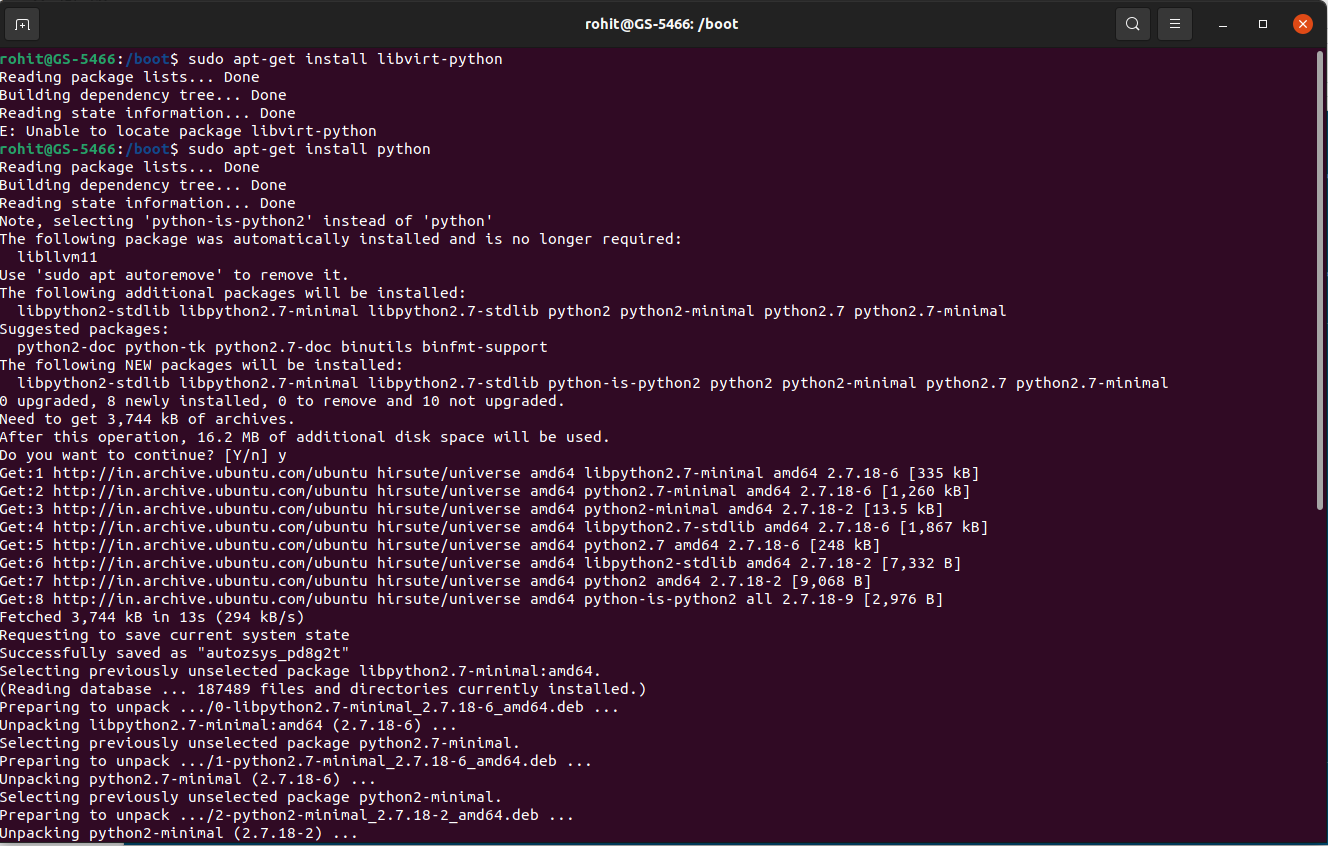 rohit@GS-5466: /boot
rohit@GS-5466:/boot$ sudo apt-get install libvirt-python
Reading package lists... Done
Building dependency tree... Done
Reading state information... Done
E: Unable to locate package libvirt-python
rohit@GS-5466:/boot$ sudo apt-get install python
Reading package lists... Done
Building dependency tree... Done
Reading state information... Done
Note, selecting 'python-is-python2' instead of 'python'
The following package was automatically installed and is no longer required:
  libllvm11
Use 'sudo apt autoremove' to remove it.
The following additional packages will be installed:
  libpython2-stdlib libpython2.7-minimal libpython2.7-stdlib python2 python2-minimal python2.7 python2.7-minimal
Suggested packages:
  python2-doc python-tk python2.7-doc binutils binfmt-support
The following NEW packages will be installed:
  libpython2-stdlib libpython2.7-minimal libpython2.7-stdlib python-is-python2 python2 python2-minimal python2.7 python2.7-minimal
0 upgraded, 8 newly installed, 0 to remove and 10 not upgraded.
Need to get 3,744 kB of archives.
After this operation, 16.2 MB of additional disk space will be used.
Do you want to continue? [Y/n] y
Get:1 http://in.archive.ubuntu.com/ubuntu hirsute/universe amd64 libpython2.7-minimal amd64 2.7.18-6 [335 kB]
Get:2 http://in.archive.ubuntu.com/ubuntu hirsute/universe amd64 python2.7-minimal amd64 2.7.18-6 [1,260 kB]
Get:3 http://in.archive.ubuntu.com/ubuntu hirsute/universe amd64 python2-minimal amd64 2.7.18-2 [13.5 kB]
Get:4 http://in.archive.ubuntu.com/ubuntu hirsute/universe amd64 libpython2.7-stdlib amd64 2.7.18-6 [1,867 kB]
Get:5 http://in.archive.ubuntu.com/ubuntu hirsute/universe amd64 python2.7 amd64 2.7.18-6 [248 kB]
Get:6 http://in.archive.ubuntu.com/ubuntu hirsute/universe amd64 libpython2-stdlib amd64 2.7.18-2 [7,332 B]
Get:7 http://in.archive.ubuntu.com/ubuntu hirsute/universe amd64 python2 amd64 2.7.18-2 [9,068 B]
Get:8 http://in.archive.ubuntu.com/ubuntu hirsute/universe amd64 python-is-python2 all 2.7.18-9 [2,976 B]
Fetched 3,744 kB in 13s (294 kB/s)
Requesting to save current system state
Successfully saved as "autozsys_pd8g2t"
Selecting previously unselected package libpython2.7-minimal:amd64.
(Reading database ... 187489 files and directories currently installed.)
Preparing to unpack .../0-libpython2.7-minimal_2.7.18-6_amd64.deb ...
Unpacking libpython2.7-minimal:amd64 (2.7.18-6) ...
Selecting previously unselected package python2.7-minimal.
Preparing to unpack .../1-python2.7-minimal_2.7.18-6_amd64.deb ...
Unpacking python2.7-minimal (2.7.18-6) ...
Selecting previously unselected package python2-minimal.
Preparing to unpack .../2-python2-minimal_2.7.18-2_amd64.deb ...
Unpacking python2-minimal (2.7.18-2) ...